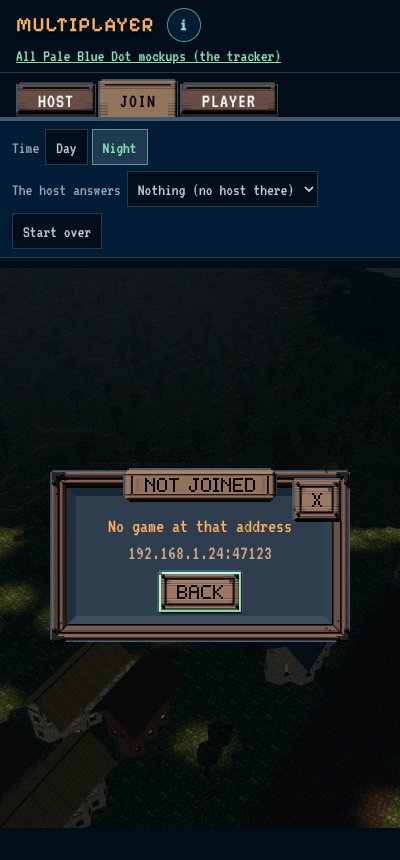 MULTIPLAYER i
All Pale Blue Dot mockups (the tracker)
HOST JOIN PLAYER
Time Day Night
The host answers Nothing (no host there)
Start over
NOT JOINED
X
No game at that address
192.168.1.24:47123
BACK